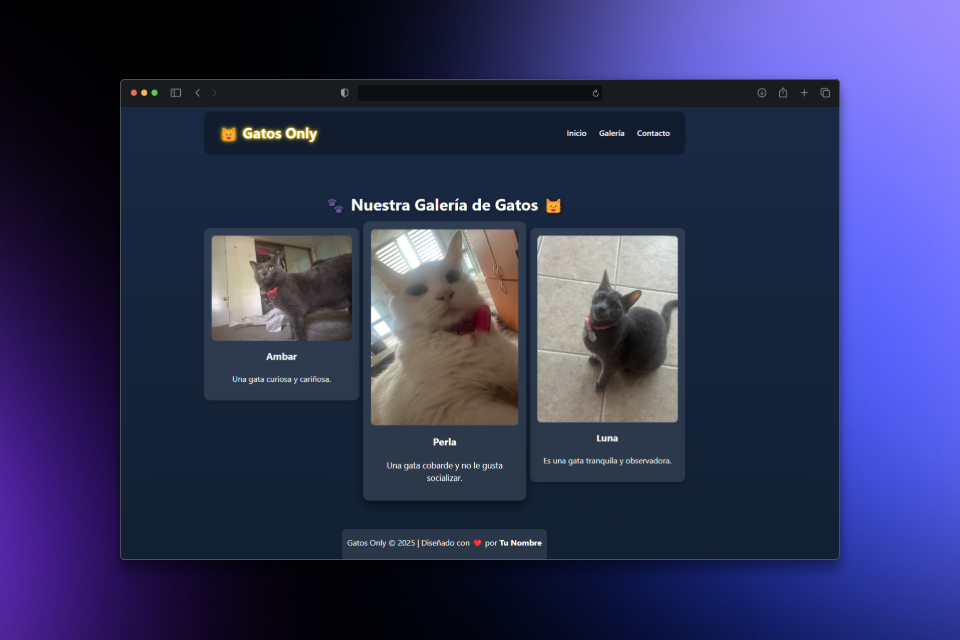 Gatos Only
Inicio Galería Contacto
Nuestra Galería de Gatos
Ambar
Una gata curiosa y cariñosa.
Perla
Una gata cobarde y no le gusta
socializar.
Luna
Es una gata tranquila y observadora.
Gatos Only © 2025 | Diseñado con ❤️ por Tu Nombre